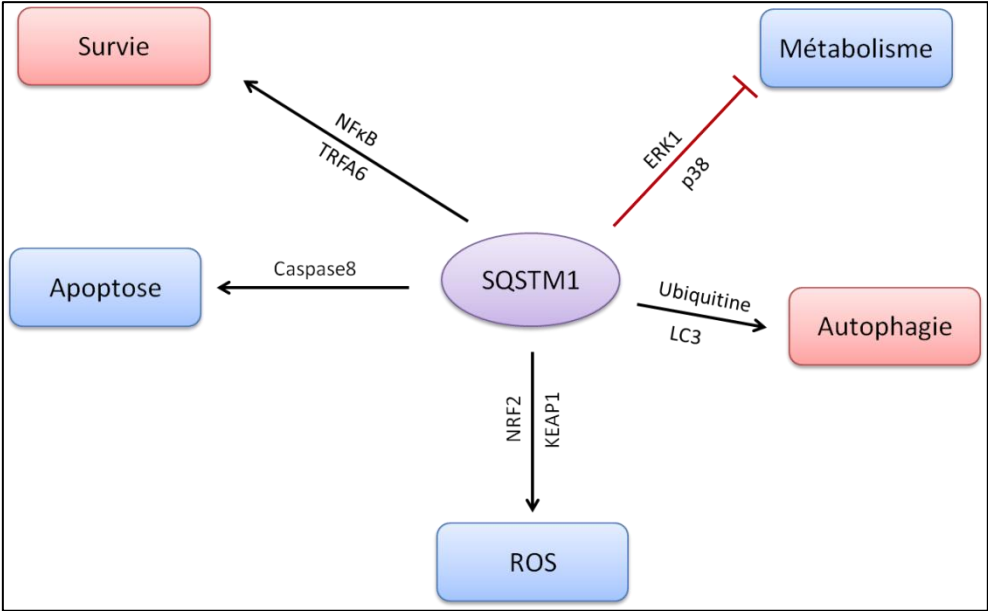 Survie
Métabolisme
NFκB
TRFA6
ERK1
p38
Apoptose
Caspase8
SQSTM1
Ubiquitine
LC3
Autophagie
NRF2
KEAP1
ROS